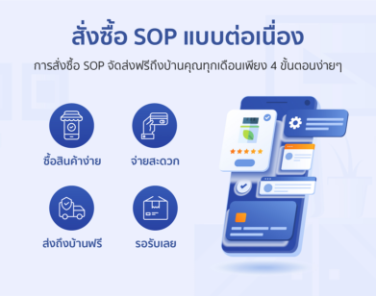 สั่งซื้อ SOP แบบต่อเนื่อง
การสั่งซื้อ SOP จัดส่งฟรีถึงบ้านคุณทุกเดือนเพียง 4 ขั้นตอนง่ายๆ
ซื้อสินค้าง่าย
จ่ายสะดวก
ส่งถึงบ้านฟรี
รอรับเลย